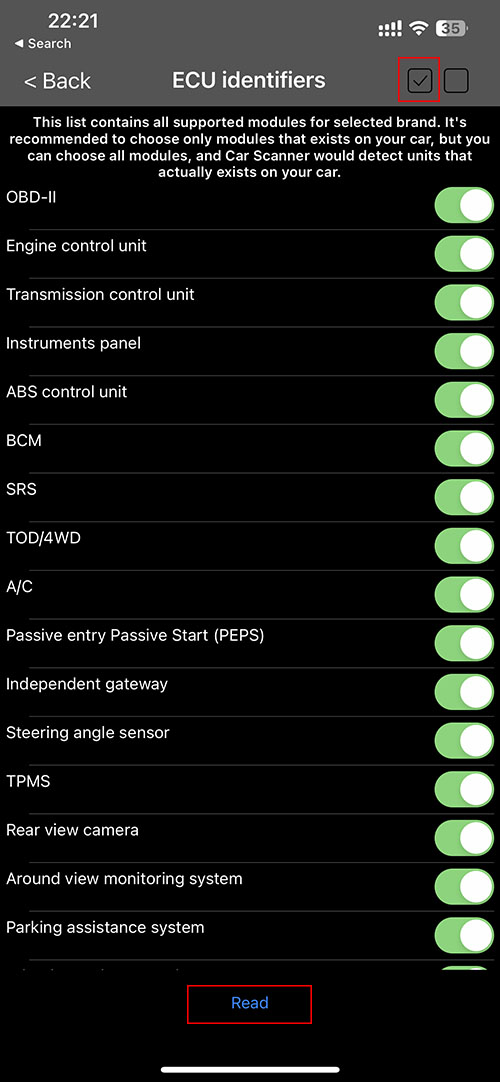 22:21
35
◀ Search
< Back
ECU identifiers
This list contains all supported modules for selected brand. It's
recommended to choose only modules that exists on your car, but you
can choose all modules, and Car Scanner would detect units that
actually exists on your car.
OBD-II
Engine control unit
Transmission control unit
Instruments panel
ABS control unit
BCM
SRS
TOD/4WD
A/C
Passive entry Passive Start (PEPS)
Independent gateway
Steering angle sensor
TPMS
Rear view camera
Around view monitoring system
Parking assistance system
Read